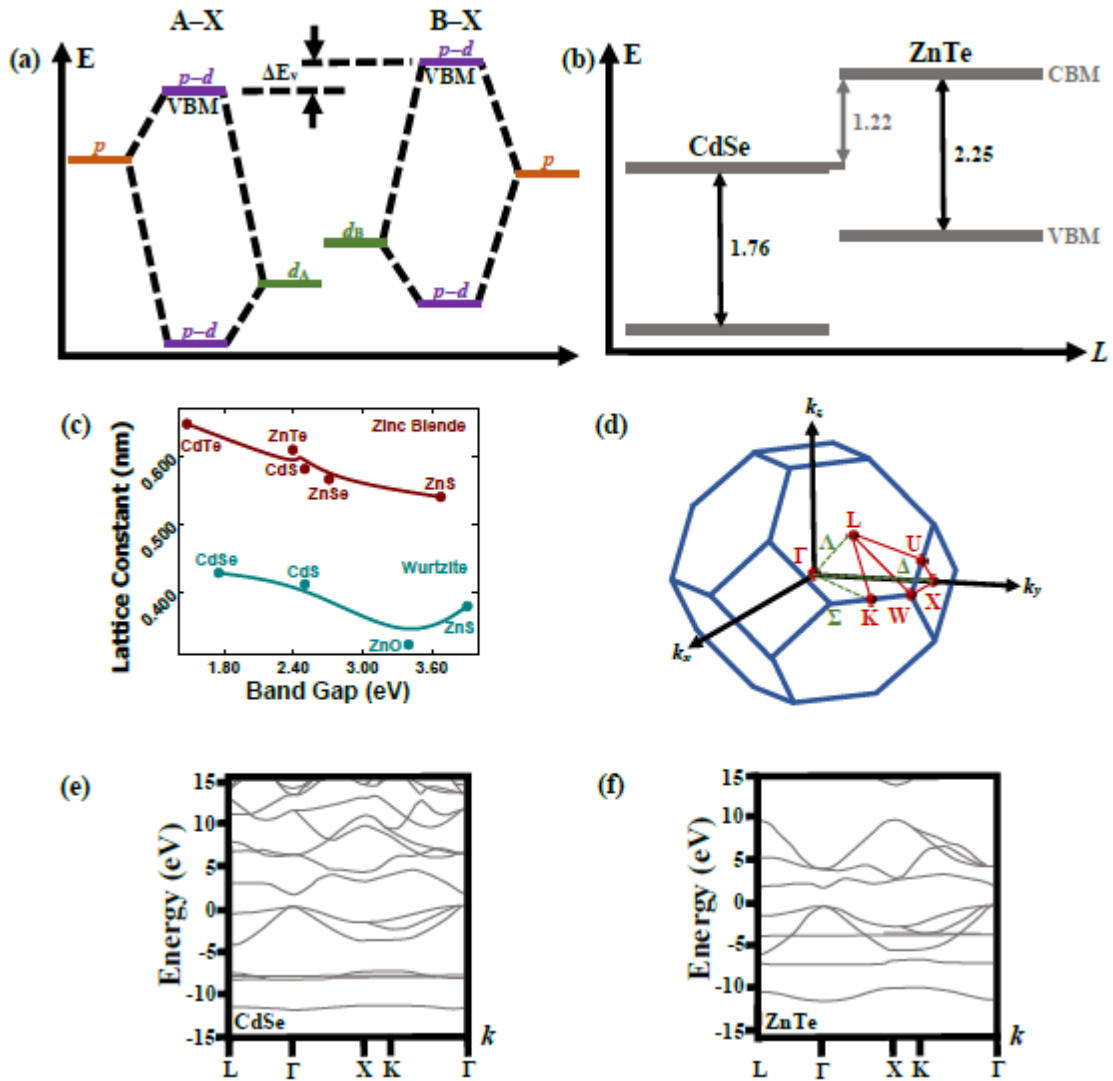 (a) E
A–X
B–X
p–d
VBM
ΔEv
p–d
VBM
p
p
dB
dA
p–d
p–d
(b) E
ZnTe
CBM
1.22
CdSe
2.25
1.76
VBM
L
(c)
Zinc Blende
CdTe
ZnTe
CdS
ZnSe
ZnS
CdSe
CdS
Wurtzite
ZnO
ZnS
Lattice Constant (nm)
0.600
0.500
0.400
1.80 2.40 3.00 3.60
Band Gap (eV)
(d)
kz
L
U
Γ
Λ
Δ
Σ
K
W
X
ky
kx
(e)
Energy (eV)
15
10
5
0
-5
-10
-15
CdSe
k
L Γ X K Γ
(f)
Energy (eV)
15
10
5
0
-5
-10
-15
ZnTe
k
L Γ X K Γ